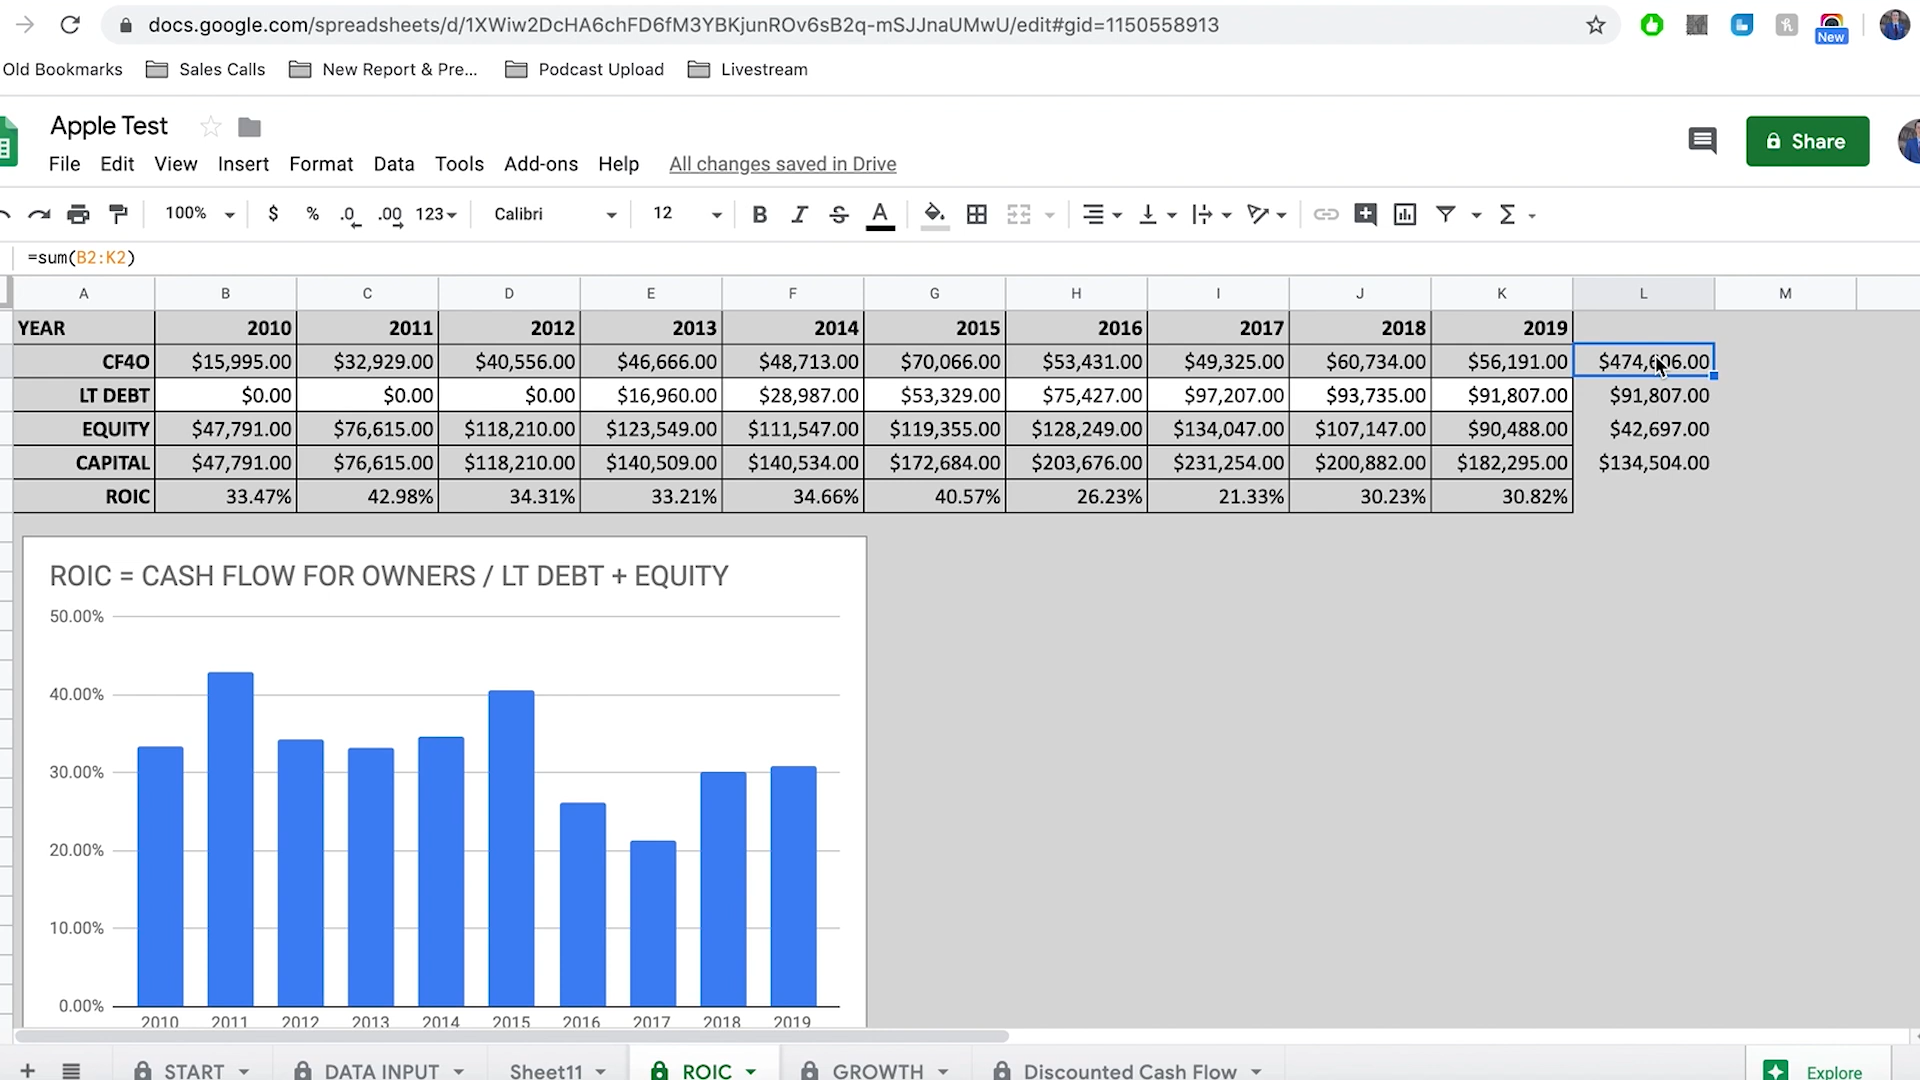 docs.google.com/spreadsheets/d/1XWiw2DcHA6chFD6fM3YBKjunROv6sB2q-mSJJnaUMwU/edit#gid=1150558913
New
Old Bookmarks Sales Calls New Report & Pre... Podcast Upload Livestream
Apple Test
Share
File Edit View Insert Format Data Tools Add-ons Help All changes saved in Drive
100% $ % .0 .00 123 Calibri 12 B I S A Σ
=sum(B2:K2)
A B C D E F G H I J K L M
YEAR 2010 2011 2012 2013 2014 2015 2016 2017 2018 2019
CF4O $15,995.00 $32,929.00 $40,556.00 $46,666.00 $48,713.00 $70,066.00 $53,431.00 $49,325.00 $60,734.00 $56,191.00 $474,606.00
LT DEBT $0.00 $0.00 $0.00 $16,960.00 $28,987.00 $53,329.00 $75,427.00 $97,207.00 $93,735.00 $91,807.00 $91,807.00
EQUITY $47,791.00 $76,615.00 $118,210.00 $123,549.00 $111,547.00 $119,355.00 $128,249.00 $134,047.00 $107,147.00 $90,488.00 $42,697.00
CAPITAL $47,791.00 $76,615.00 $118,210.00 $140,509.00 $140,534.00 $172,684.00 $203,676.00 $231,254.00 $200,882.00 $182,295.00 $134,504.00
ROIC 33.47% 42.98% 34.31% 33.21% 34.66% 40.57% 26.23% 21.33% 30.23% 30.82%
ROIC = CASH FLOW FOR OWNERS / LT DEBT + EQUITY
50.00%
40.00%
30.00%
20.00%
10.00%
0.00%
2010 2011 2012 2013 2014 2015 2016 2017 2018 2019
+ START DATA INPUT Sheet11 ROIC GROWTH Discounted Cash Flow Explore